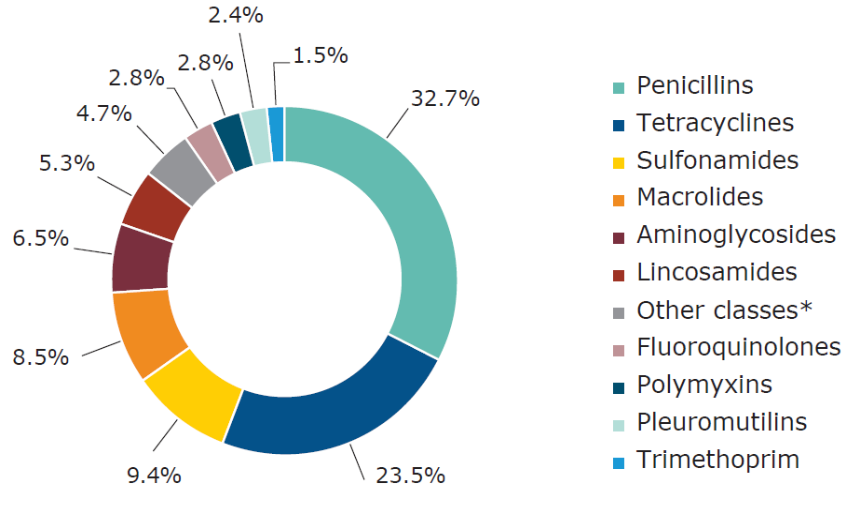 2.4%
1.5%
2.8%
2.8%
32.7%
4.7%
5.3%
6.5%
8.5%
9.4%
23.5%
Penicillins
Tetracyclines
Sulfonamides
Macrolides
Aminoglycosides
Lincosamides
Other classes*
Fluoroquinolones
Polymyxins
Pleuromutilins
Trimethoprim